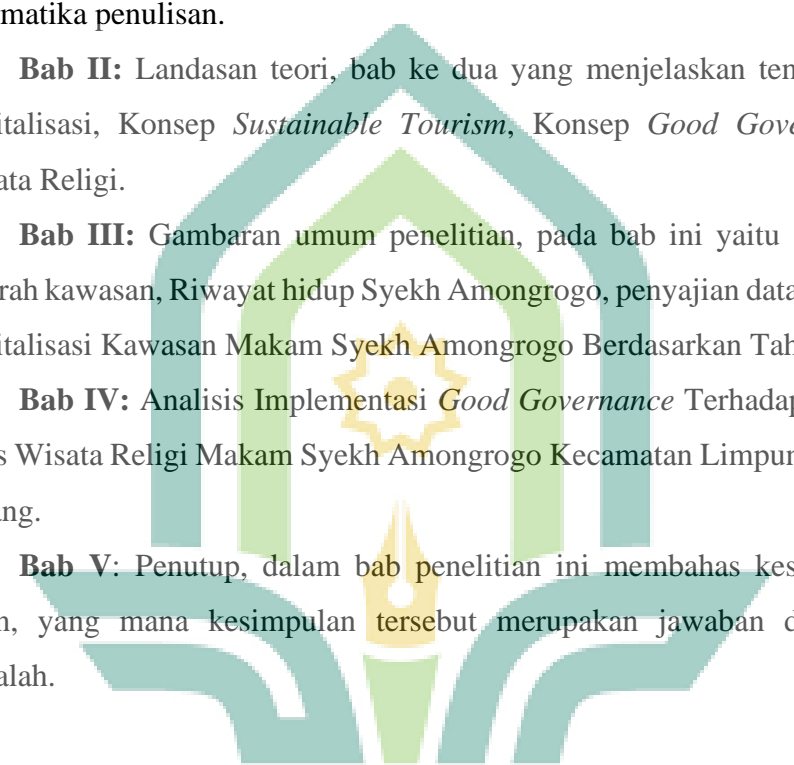 matika penulisan.
Bab II: Landasan teori, bab ke dua yang menjelaskan ten
italisasi, Konsep Sustainable Tourism, Konsep Good Gove
ata Religi.
Bab III: Gambaran umum penelitian, pada bab ini yaitu
rah kawasan, Riwayat hidup Syekh Amongrogo, penyajian data
italisasi Kawasan Makam Syekh Amongrogo Berdasarkan Tah
Bab IV: Analisis Implementasi Good Governance Terhadap
s Wisata Religi Makam Syekh Amongrogo Kecamatan Limpun
ang.
Bab V: Penutup, dalam bab penelitian ini membahas kes
n, yang mana kesimpulan tersebut merupakan jawaban d
alah.